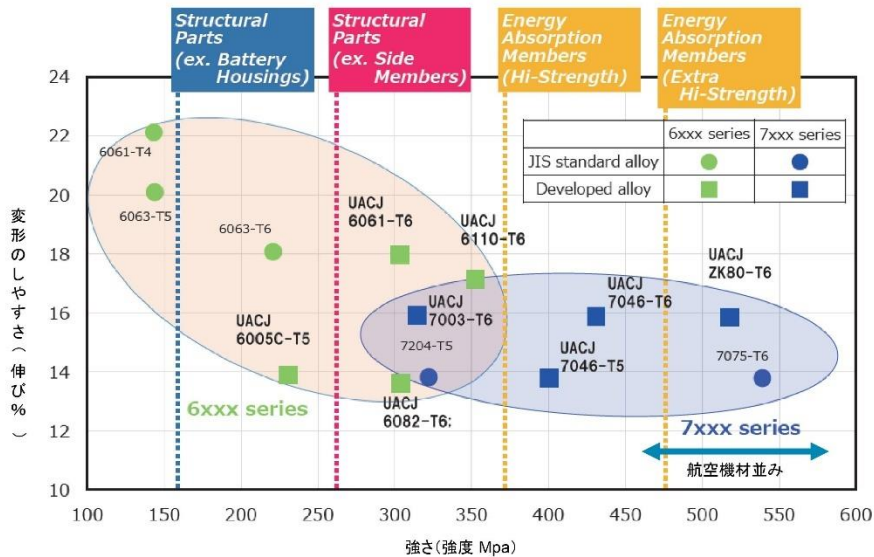 Structural
Parts
(ex. Battery
Housings)
Structural
Parts
(ex. Side
Members)
Energy
Absorption
Members
(Hi-Strength)
Energy
Absorption
Members
(Extra
Hi-Strength)
6xxx series
7xxx series
JIS standard alloy
Developed alloy
24
22
20
18
16
14
12
10
変形のしやすさ(伸び%)
6061-T4
6063-T5
6063-T6
UACJ
6061-T6
UACJ
6110-T6
UACJ
ZK80-T6
UACJ
7003-T6
UACJ
7046-T6
UACJ
6005C-T5
7204-T5
UACJ
7046-T5
7075-T6
UACJ
6082-T6:
6xxx series
7xxx series
航空機材並み
100
150
200
250
300
350
400
450
500
550
600
強さ(強度 Mpa)